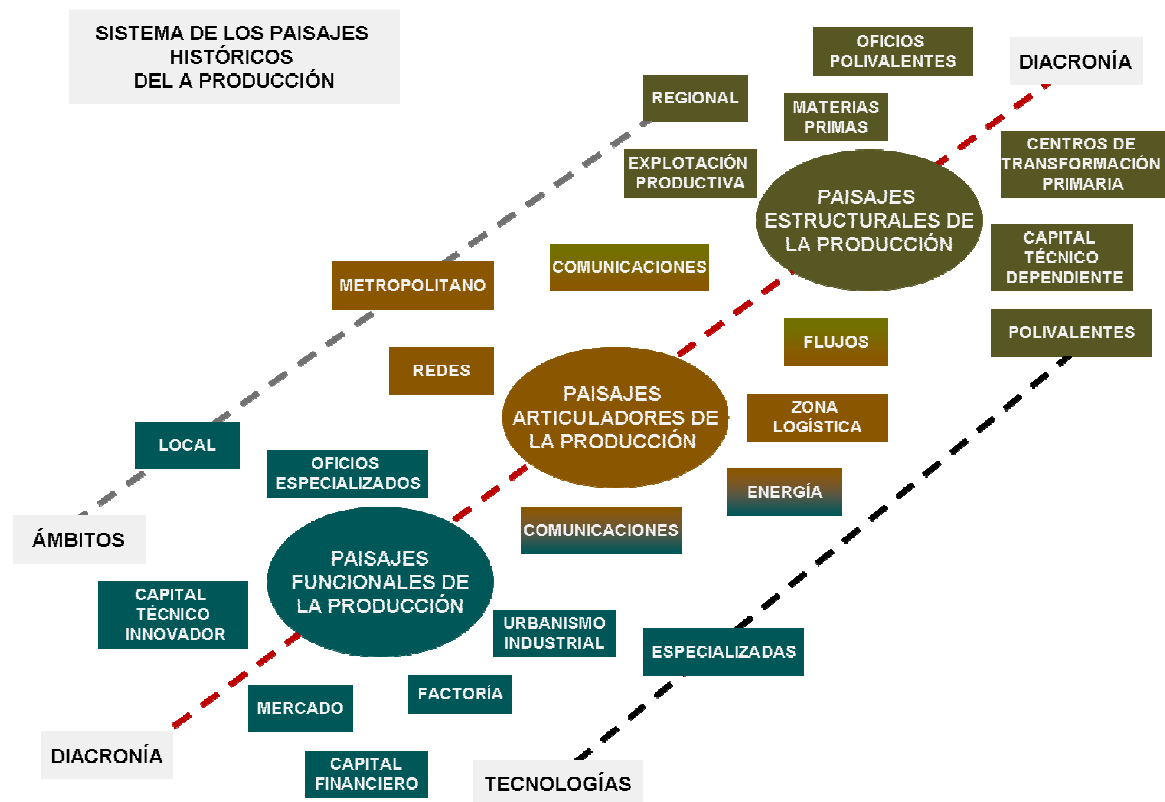 SISTEMA DE LOS PAISAJES
HISTÓRICOS
DEL A PRODUCCIÓN
OFICIOS
POLIVALENTES
DIACRONÍA
REGIONAL
MATERIAS
PRIMAS
EXPLOTACIÓN
PRODUCTIVA
CENTROS DE
TRANSFORMACIÓN
PRIMARIA
PAISAJES
ESTRUCTURALES DE
LA PRODUCCIÓN
CAPITAL
TÉCNICO
DEPENDIENTE
COMUNICACIONES
METROPOLITANO
POLIVALENTES
FLUJOS
REDES
PAISAJES
ARTICULADORES DE
LA PRODUCCIÓN
ZONA
LOGÍSTICA
LOCAL
OFICIOS
ESPECIALIZADOS
ENERGÍA
ÁMBITOS
COMUNICACIONES
PAISAJES
FUNCIONALES DE
LA PRODUCCIÓN
CAPITAL
TÉCNICO
INNOVADOR
URBANISMO
INDUSTRIAL
ESPECIALIZADAS
FACTORÍA
MERCADO
DIACRONÍA
CAPITAL
FINANCIERO
TECNOLOGÍAS